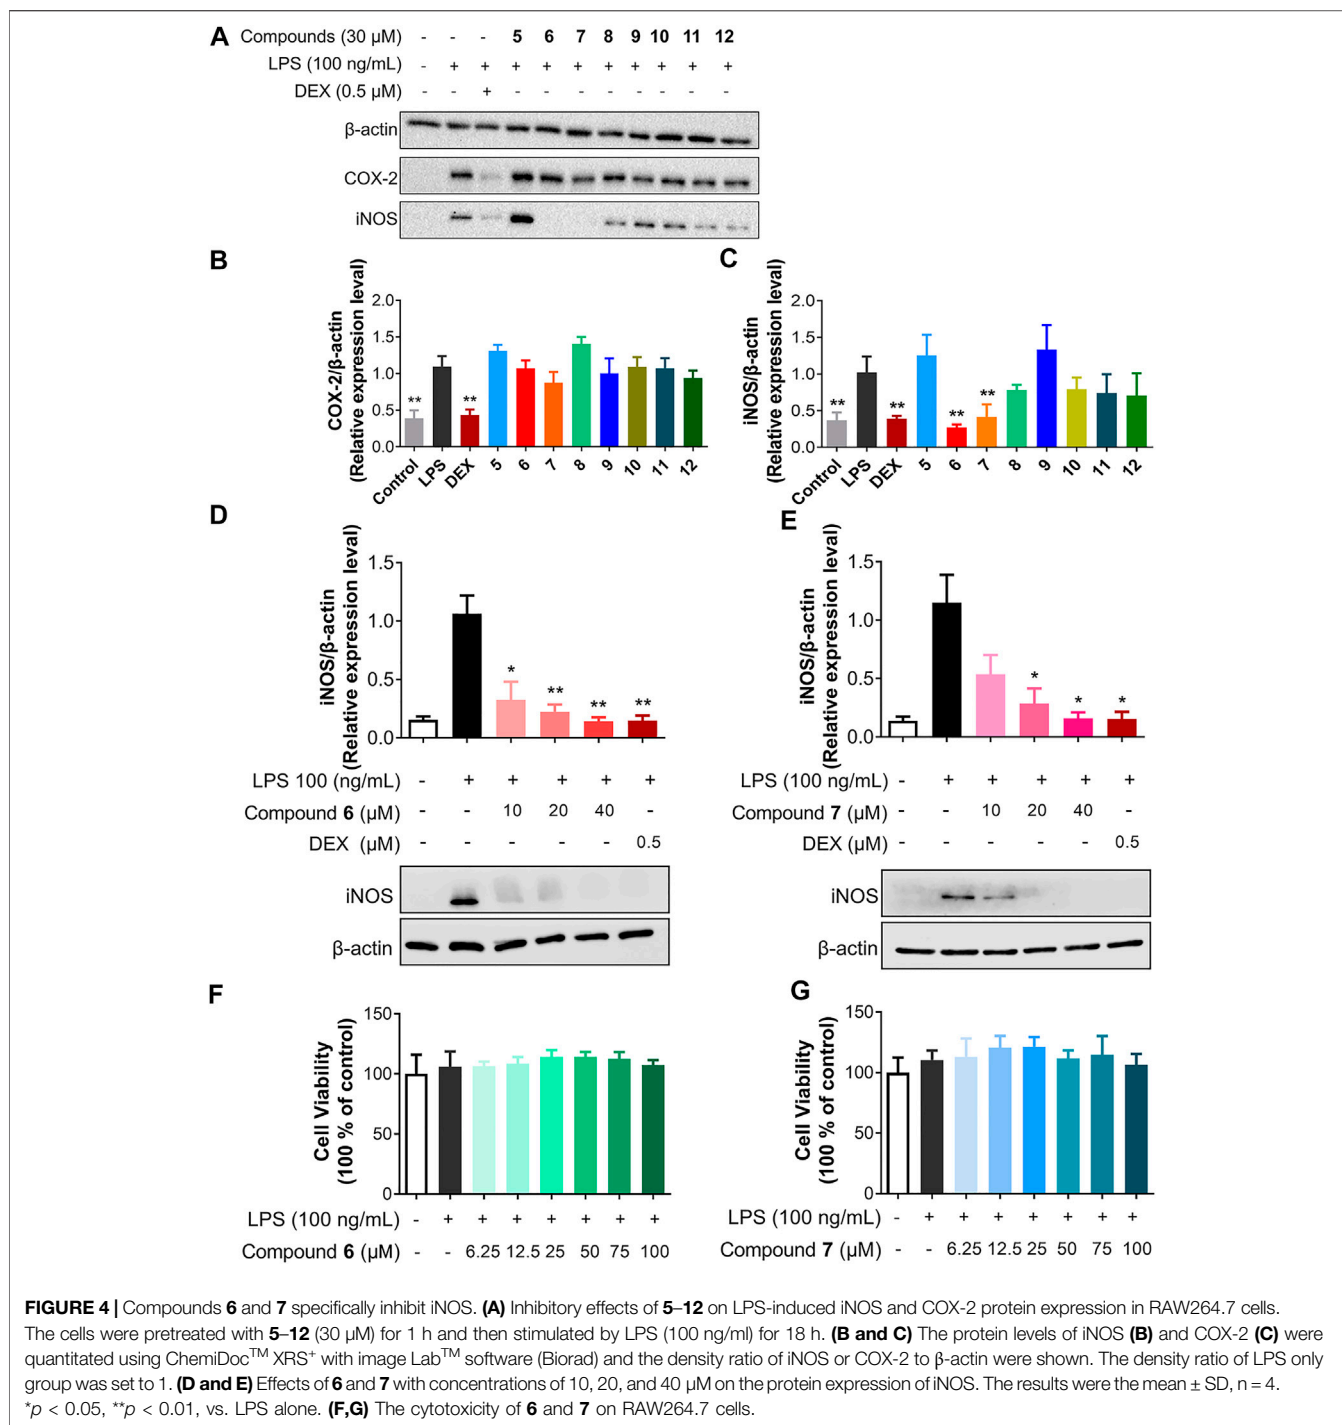 A
Compounds (30 μM) - - - 5 6 7 8 9 10 11 12
LPS (100 ng/mL) - + + + + + + + + + +
DEX (0.5 μM) - - + - - - - - - - -
β-actin
COX-2
iNOS
B
COX-2/β-actin
(Relative expression level)
2.0
1.5
1.0
0.5
0.0
** **
Control LPS DEX 5 6 7 8 9 10 11 12
C
iNOS/β-actin
(Relative expression leval)
2.0
1.5
1.0
0.5
0.0
** ** ** **
Control LPS DEX 5 6 7 8 9 10 11 12
D
iNOS/β-actin
(Relative expression level)
1.5
1.0
0.5
0.0
* ** ** **
LPS 100 (ng/mL) - + + + + +
Compound 6 (μM) - - 10 20 40 -
DEX (μM) - - - - - 0.5
iNOS
β-actin
E
iNOS/β-actin
(Relative expression level)
1.5
1.0
0.5
0.0
* * *
LPS (100 ng/mL) - + + + + +
Compound 7 (μM) - - 10 20 40 -
DEX (μM) - - - - - 0.5
iNOS
β-actin
F
Cell Viability
(100 % of control)
150
100
50
0
LPS (100 ng/mL) - + + + + + + +
Compound 6 (μM) - - 6.25 12.5 25 50 75 100
G
Cell Viability
(100 % of control)
150
100
50
0
LPS (100 ng/mL) - + + + + + + +
Compound 7 (μM) - - 6.25 12.5 25 50 75 100
FIGURE 4 | Compounds 6 and 7 specifically inhibit iNOS. (A) Inhibitory effects of 5–12 on LPS-induced iNOS and COX-2 protein expression in RAW264.7 cells.
The cells were pretreated with 5–12 (30 μM) for 1 h and then stimulated by LPS (100 ng/ml) for 18 h. (B and C) The protein levels of iNOS (B) and COX-2 (C) were
quantitated using ChemiDoc™ XRS+ with image Lab™ software (Biorad) and the density ratio of iNOS or COX-2 to β-actin were shown. The density ratio of LPS only
group was set to 1. (D and E) Effects of 6 and 7 with concentrations of 10, 20, and 40 μM on the protein expression of iNOS. The results were the mean ± SD, n = 4.
*p < 0.05, **p < 0.01, vs. LPS alone. (F,G) The cytotoxicity of 6 and 7 on RAW264.7 cells.